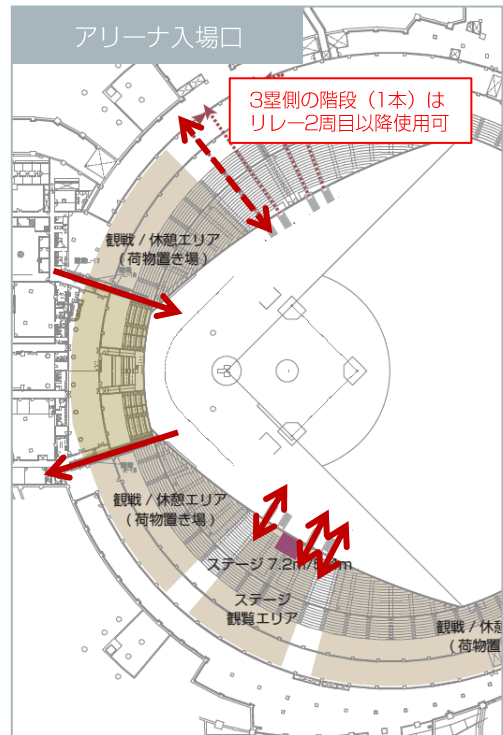 アリーナ入場口
3塁側の階段（1本）は
リレー2周目以降使用可
観戦 / 休憩エリア
( 荷物置き場 )
観戦 / 休憩エリア
( 荷物置き場 )
ステージ 7.2m/
ステージ
観覧エリア
観戦 / 休憩
( 荷物置